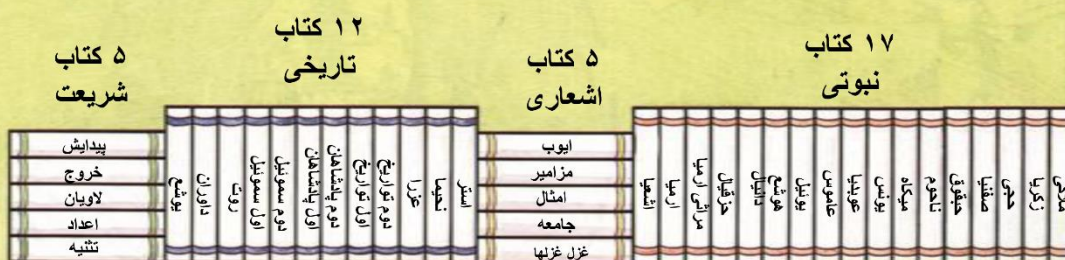 ۵ کتاب
شریعت
پیدایش
خروج
لاویان
اعداد
تثنیه
۱۲ کتاب
تاریخی
یوشع
داوران
روت
اول سموئیل
دوم سموئیل
اول پادشاهان
دوم پادشاهان
اول تواریخ
دوم تواریخ
عزرا
نحیما
استر
۵ کتاب
اشعاری
ایوب
مزامیر
امثال
جامعه
غزل غزلها
۱۷ کتاب
نبوتی
اشعیا
ارمیا
مراثی ارمیا
حزقیال
دانیال
هوشع
یوئیل
عاموس
عوبدیا
یونس
میکاه
ناحوم
حبقوق
صفنیا
حجی
زکریا
ملاکی